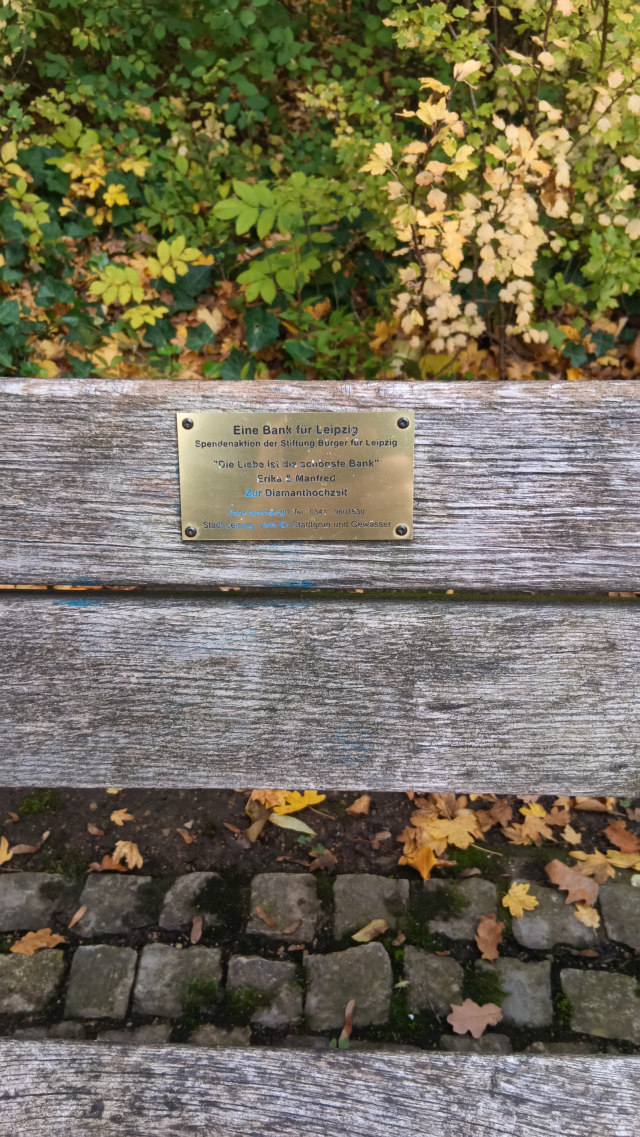 Eine Bank für Leipzig
Spendenaktion der Stiftung Bürger für Leipzig
"Die Liebe ist die schönste Bank"
Erika & Manfred
Zur Diamanthochzeit
Tel. 0341 - 9601530
Stadt Leipzig, Stadtgrün und Gewässer